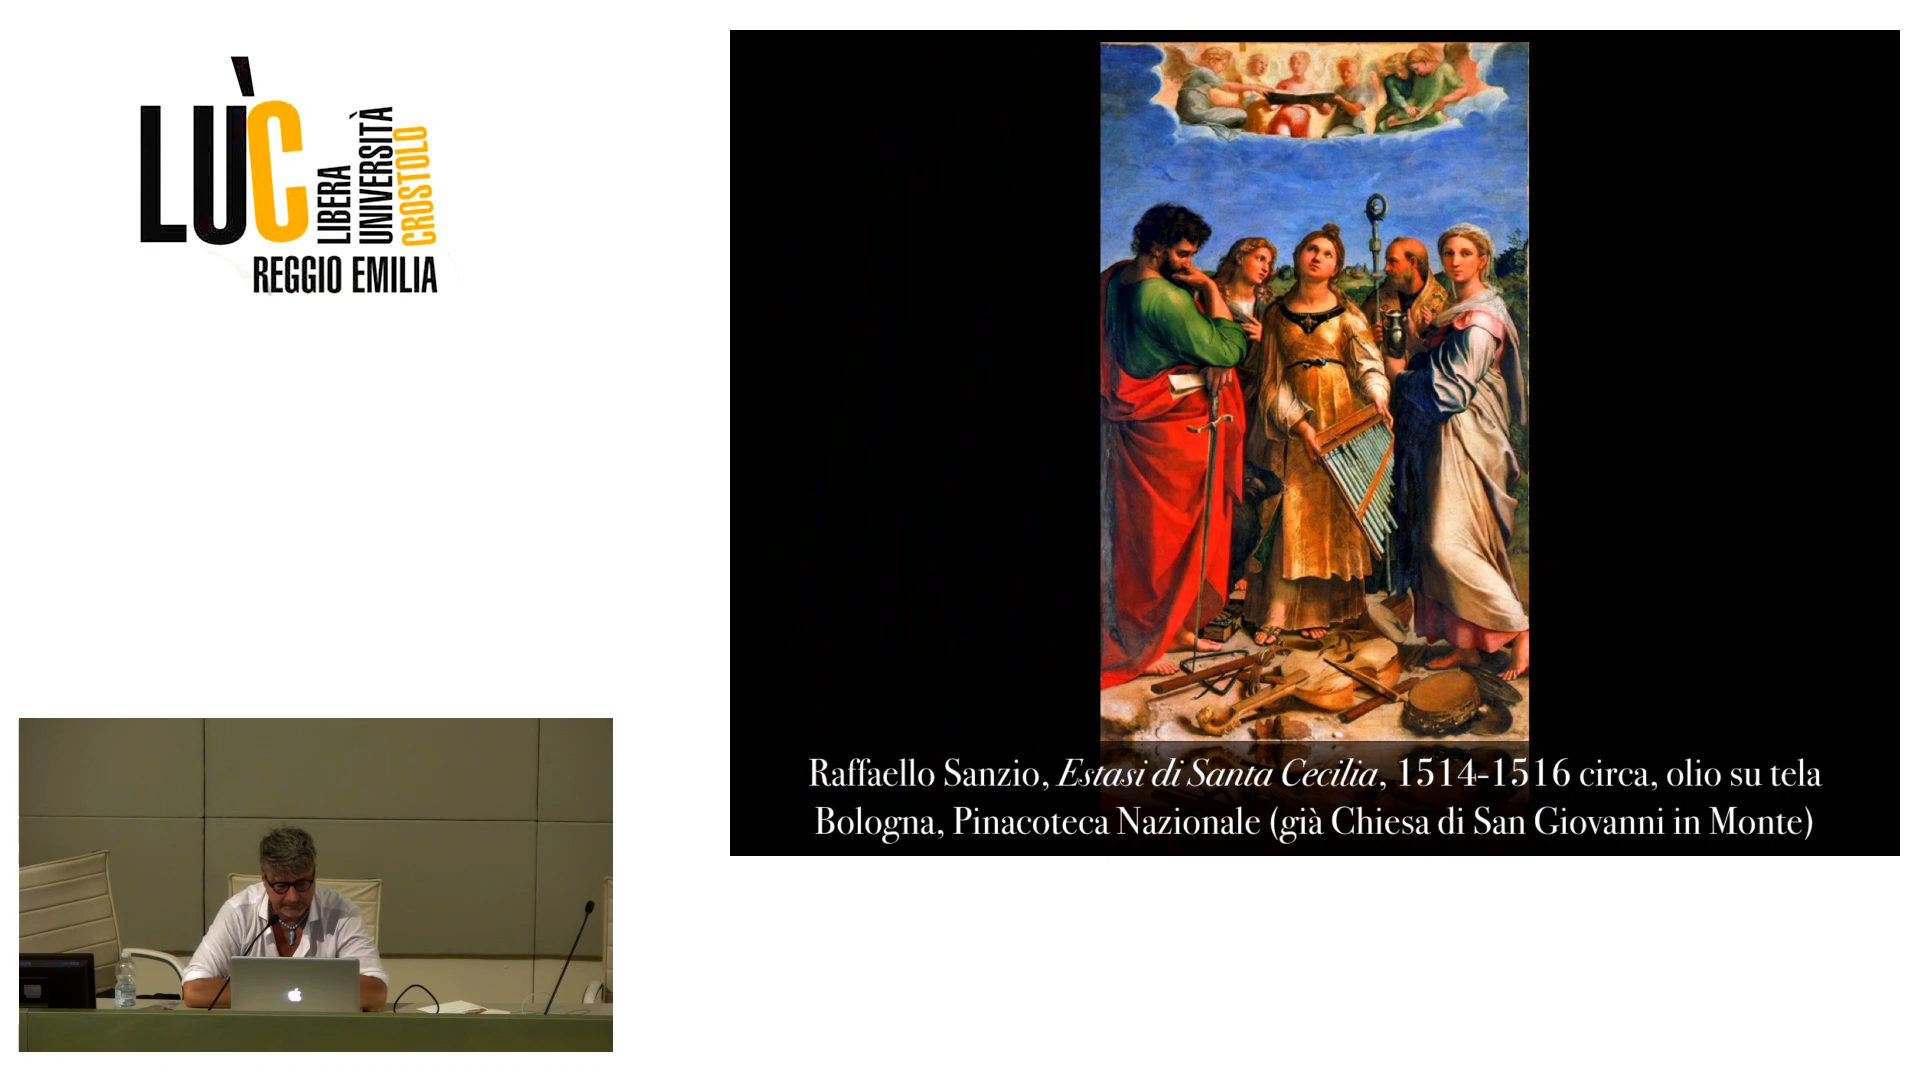 LÙC
LIBERA
UNIVERSITÀ
CROSTOLO
REGGIO EMILIA
Raffaello Sanzio, Estasi di Santa Cecilia, 1514-1516 circa, olio su tela
Bologna, Pinacoteca Nazionale (già Chiesa di San Giovanni in Monte)